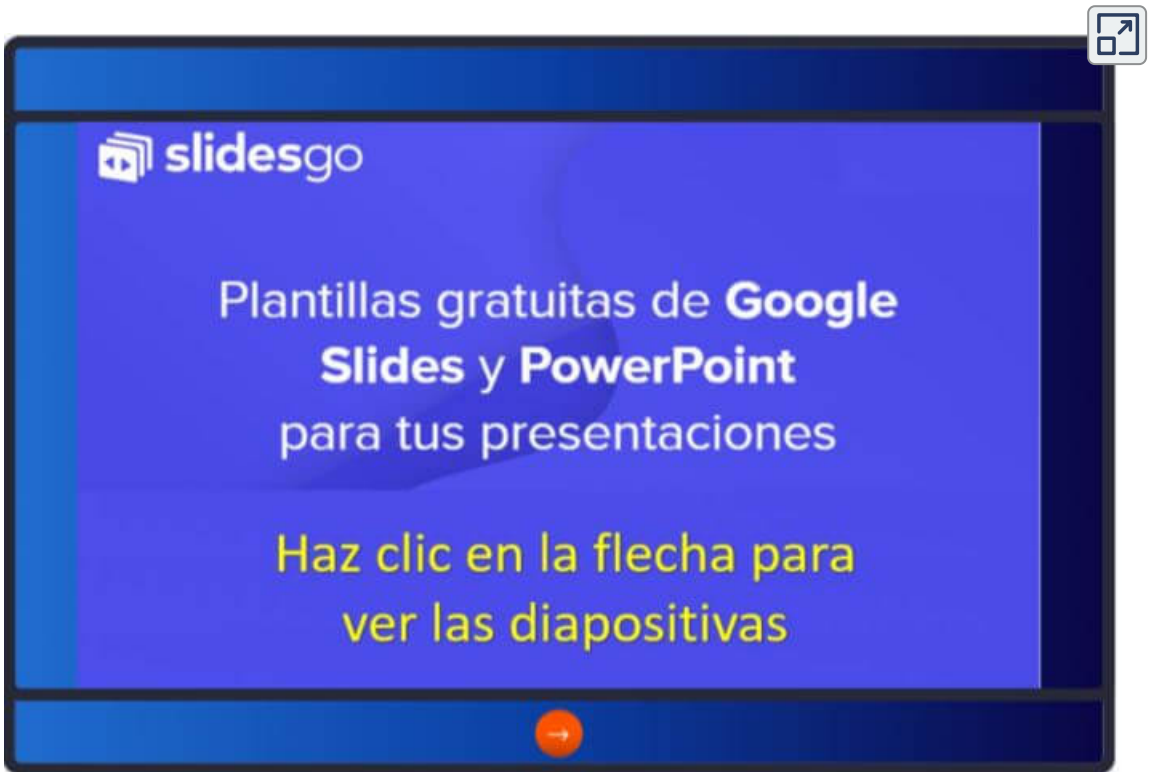 slidesgo
Plantillas gratuitas de Google
Slides y PowerPoint
para tus presentaciones
Haz clic en la flecha para
ver las diapositivas